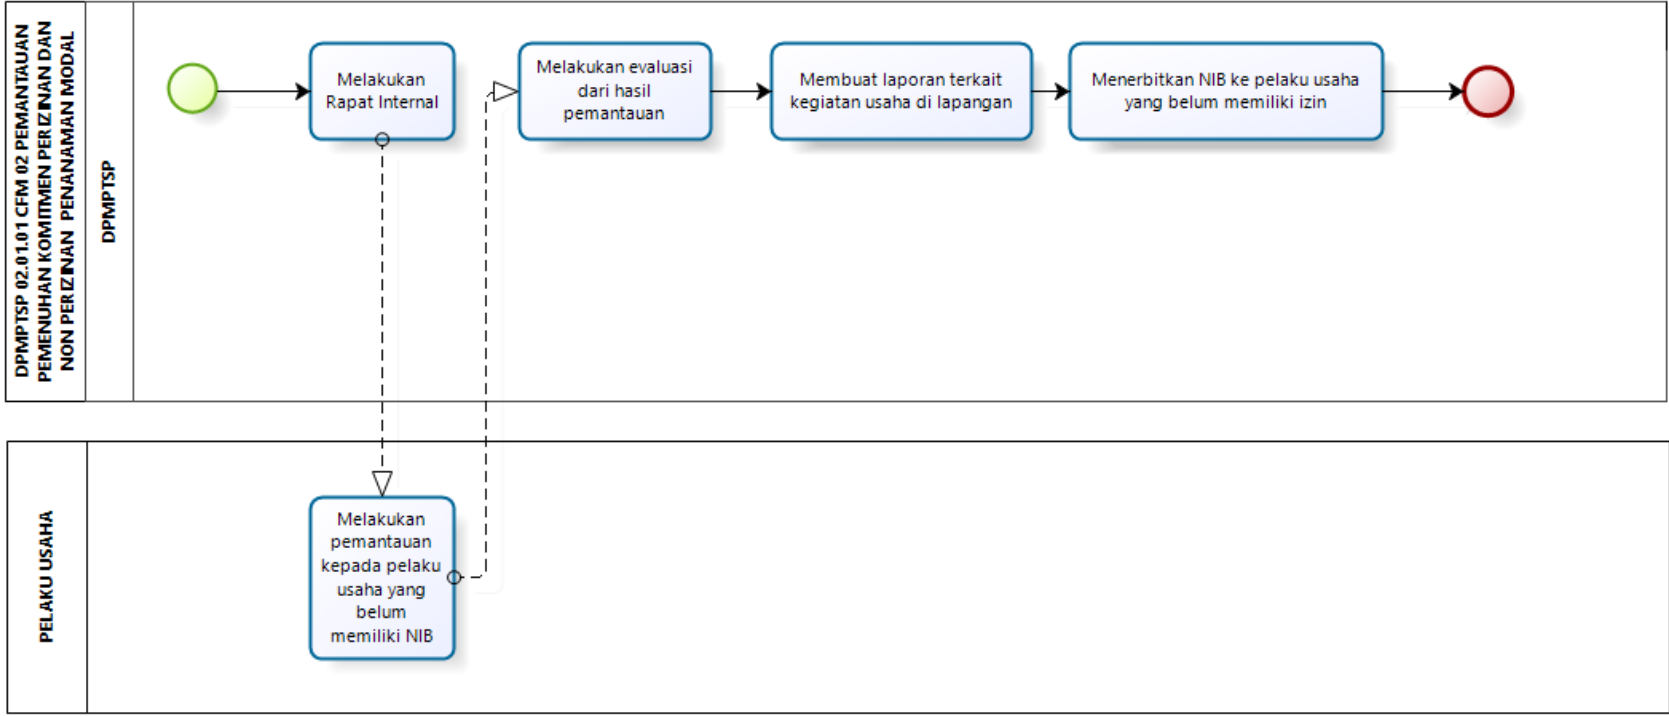 DPMPTSP 02.01.01 CFM 02 PEMANTAUAN
PEMENUHAN KOMITMEN PERIZINAN DAN
NON PERIZINAN PENANAMAN MODAL
DPMPTSP
Melakukan
Rapat Internal
Melakukan evaluasi
dari hasil
pemantauan
Membuat laporan terkait
kegiatan usaha di lapangan
Menerbitkan NIB ke pelaku usaha
yang belum memiliki izin
PELAKU USAHA
Melakukan
pemantauan
kepada pelaku
usaha yang
belum
memiliki NIB